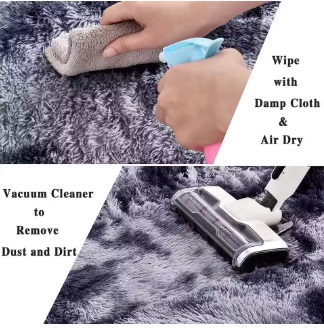 Wipe
with
Damp Cloth
&
Air Dry
Vacuum Cleaner
to
Remove
Dust and Dirt